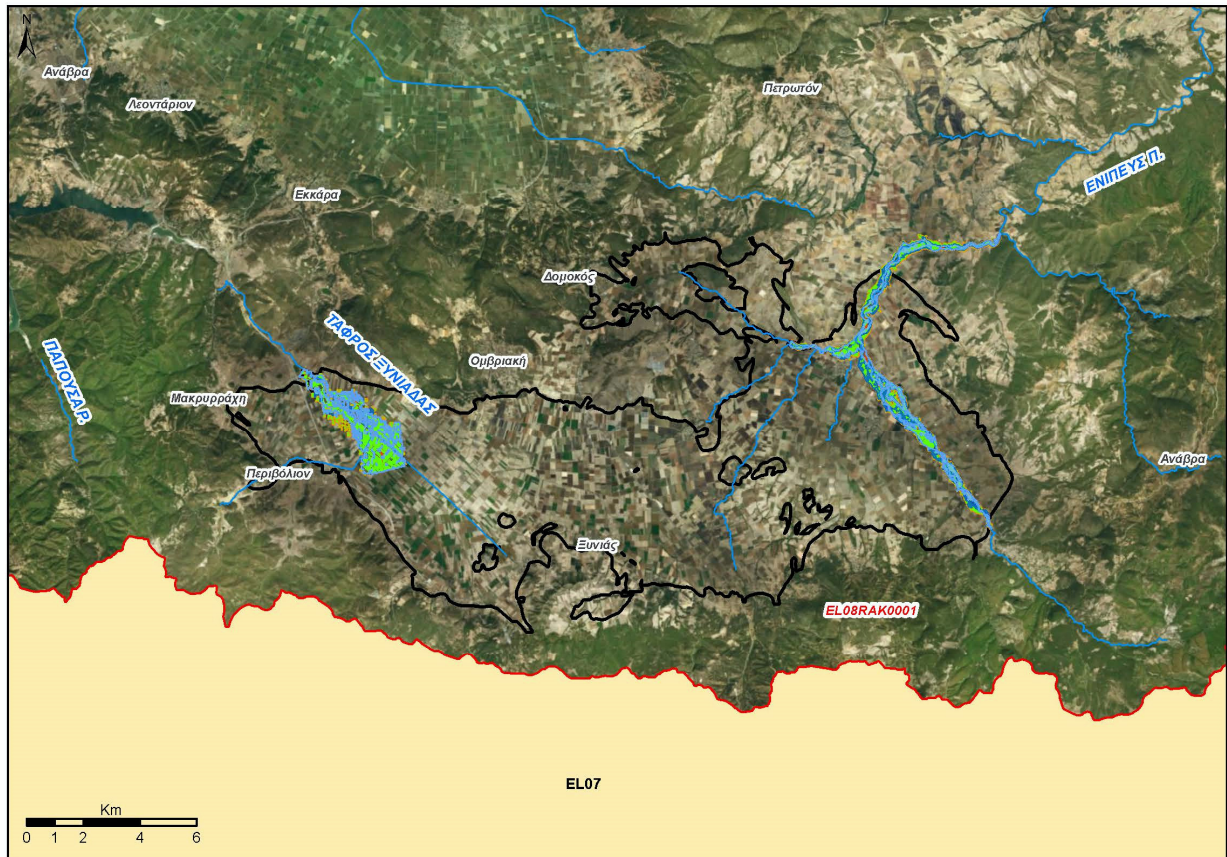 N
Ανάβρα
Λεοντάριον
Πετρωτόν
ΕΝΙΠΕΥΣ Π.
Εκκάρα
Δομοκός
ΤΑΦΡΟΣ ΞΥΝΙΑΔΑΣ
Ομβριακή
ΠΑΠΟΥΣΑ Ρ.
Μακρυρράχη
Περιβόλιον
Ανάβρα
Ξυνιάς
EL08RAK0001
EL07
Km
0 1 2 4 6